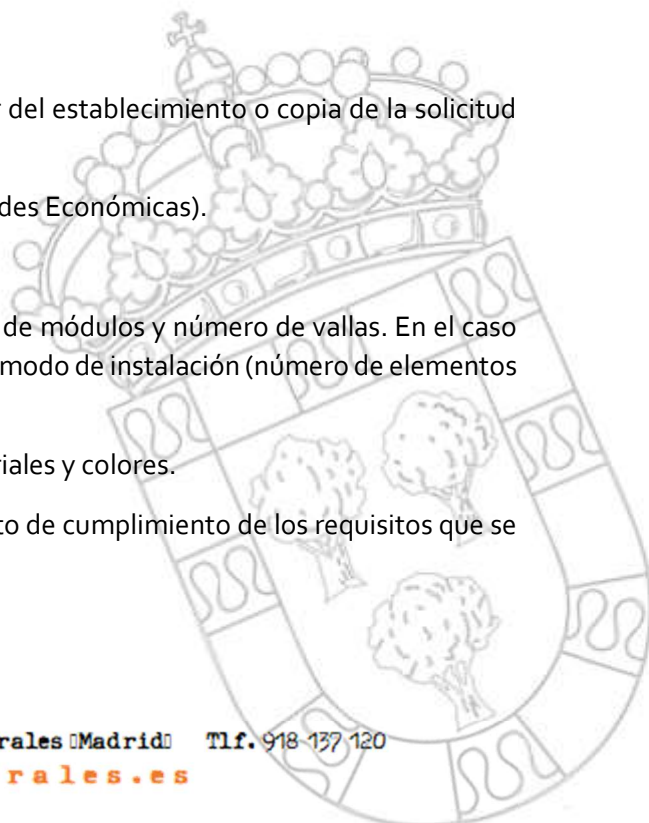 del establecimiento o copia de la solicitud
des Económicas).
de módulos y número de vallas. En el caso
modo de instalación (número de elementos
riales y colores.
to de cumplimiento de los requisitos que se
rales Madrid Tlf. 918 137 120
rales.es